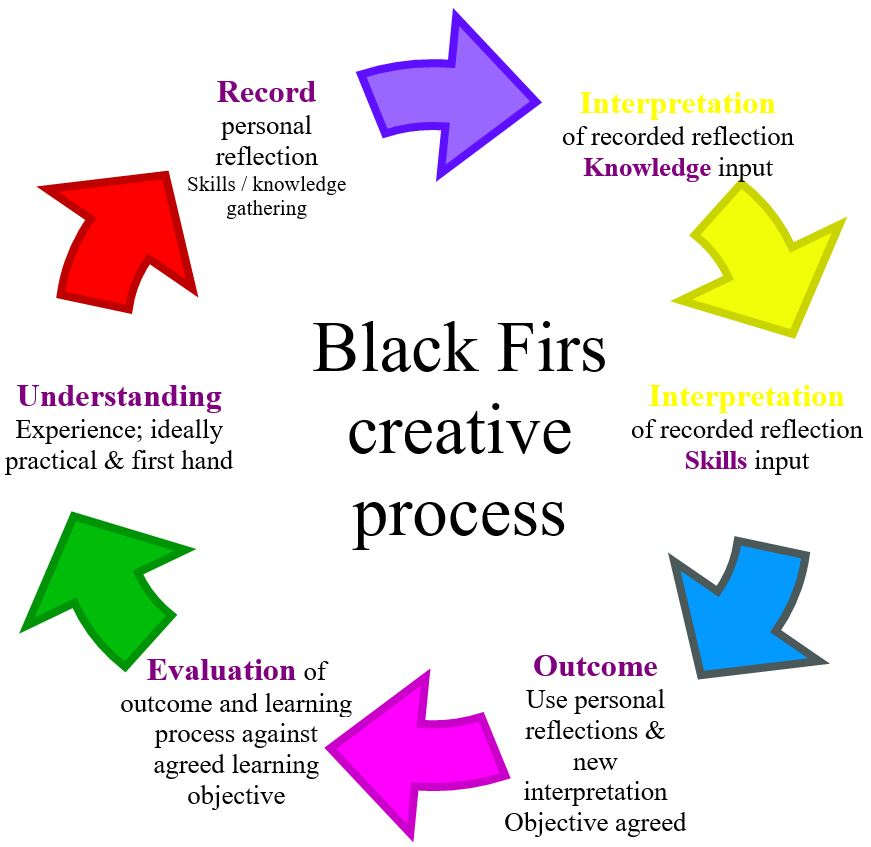 Record
personal
reflection
Skills / knowledge
gathering
Interpretation
of recorded reflection
Knowledge input
Interpretation
of recorded reflection
Skills input
Outcome
Use personal
reflections &
new
interpretation
Objective agreed
Evaluation of
outcome and learning
process against
agreed learning
objective
Understanding
Experience; ideally
practical & first hand
Black Firs
creative
process